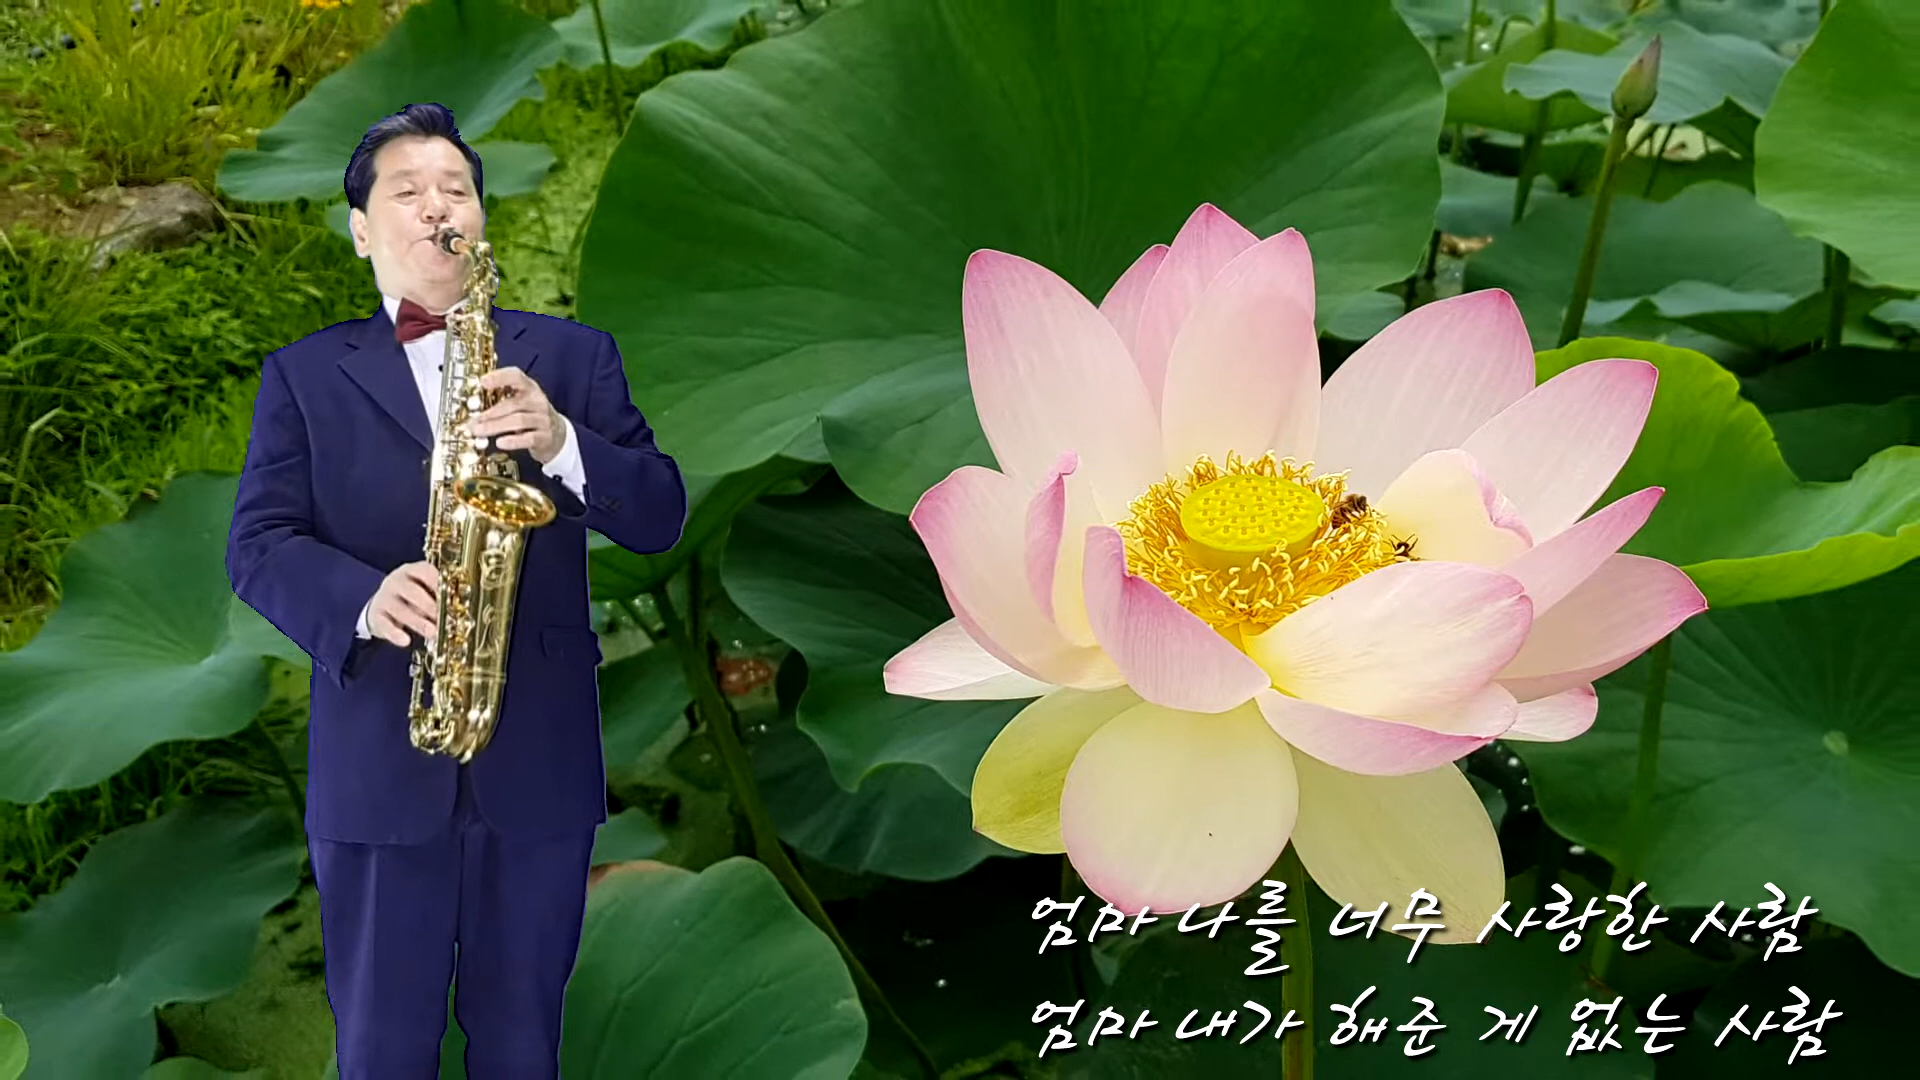 엄마 나를 너무 사랑한 사람
엄마 내가 해준 게 없는 사람